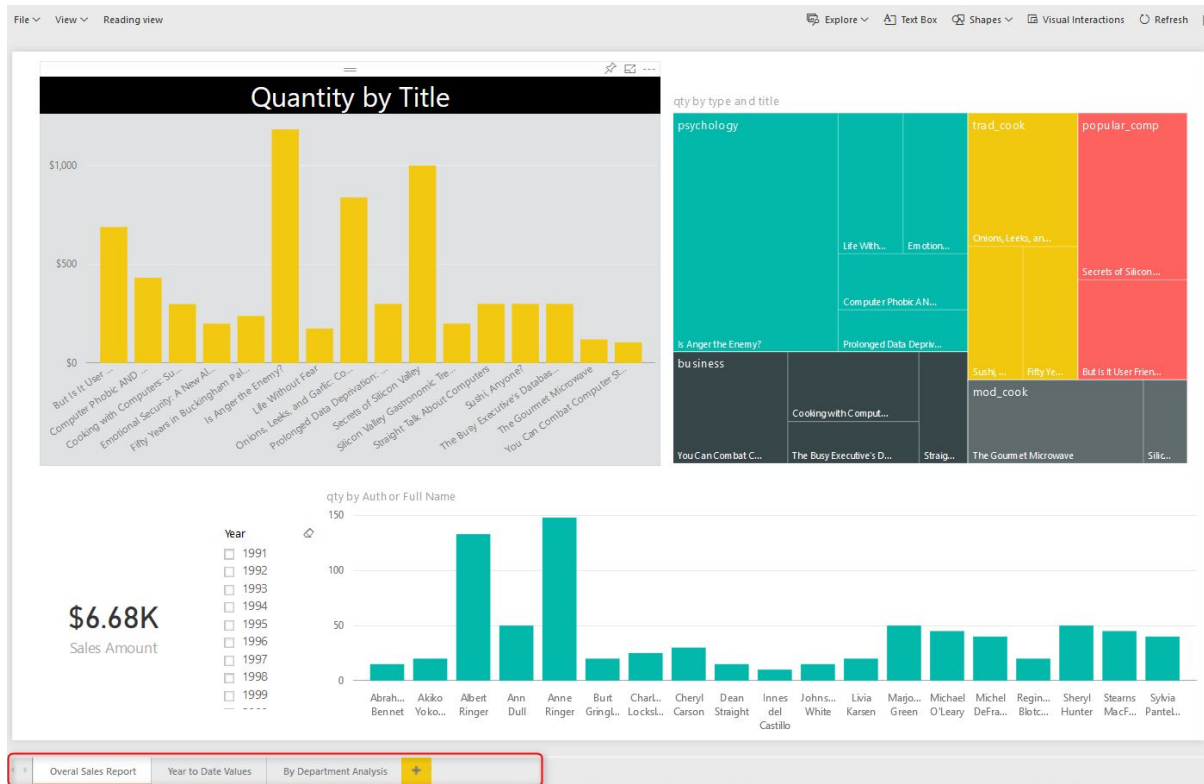 File View Reading view Explore Text Box Shapes Visual Interactions Refresh
Quantity by Title
$1,000
$500
$0
But Is It User ...
Computer Phobic AND ...
Cooking with Computers: Su...
Emotional Security: A New Al...
Fifty Years in Buckingham Pal...
Is Anger the Enemy?
Life Without Fear
Onions, Leeks, and Garlic: Co...
Prolonged Data Deprivation: ...
Secrets of Silicon Valley
Silicon Valley Gastronomic Tre...
Straight Talk About Computers
Sushi, Anyone?
The Busy Executive's Databas...
The Gourmet Microwave
You Can Combat Computer St...
qty by type and title
psychology
Is Anger the Enemy?
Life With...
Emotion...
Computer Phobic AN...
Prolonged Data Depriv...
business
You Can Combat C...
Cooking with Comput...
The Busy Executive's D...
Straig...
trad_cook
Onions, Leeks, an...
Sushi, ...
Fifty Ye...
popular_comp
Secrets of Silicon...
But Is It User Frien...
mod_cook
The Gourmet Microwave
Silic...
$6.68K
Sales Amount
Year
1991
1992
1993
1994
1995
1996
1997
1998
1999
qty by Author Full Name
150
100
50
0
Abrah... Bennet
Akiko Yoko...
Albert Ringer
Ann Dull
Anne Ringer
Burt Gringl...
Charl... Locksl...
Cheryl Carson
Dean Straight
Innes del Castillo
Johns... White
Livia Karsen
Marjo... Green
Michael O'Leary
Michel DeFra...
Regin... Blotc...
Sheryl Hunter
Stearns MacF...
Sylvia Pantel...
Overal Sales Report Year to Date Values By Department Analysis +